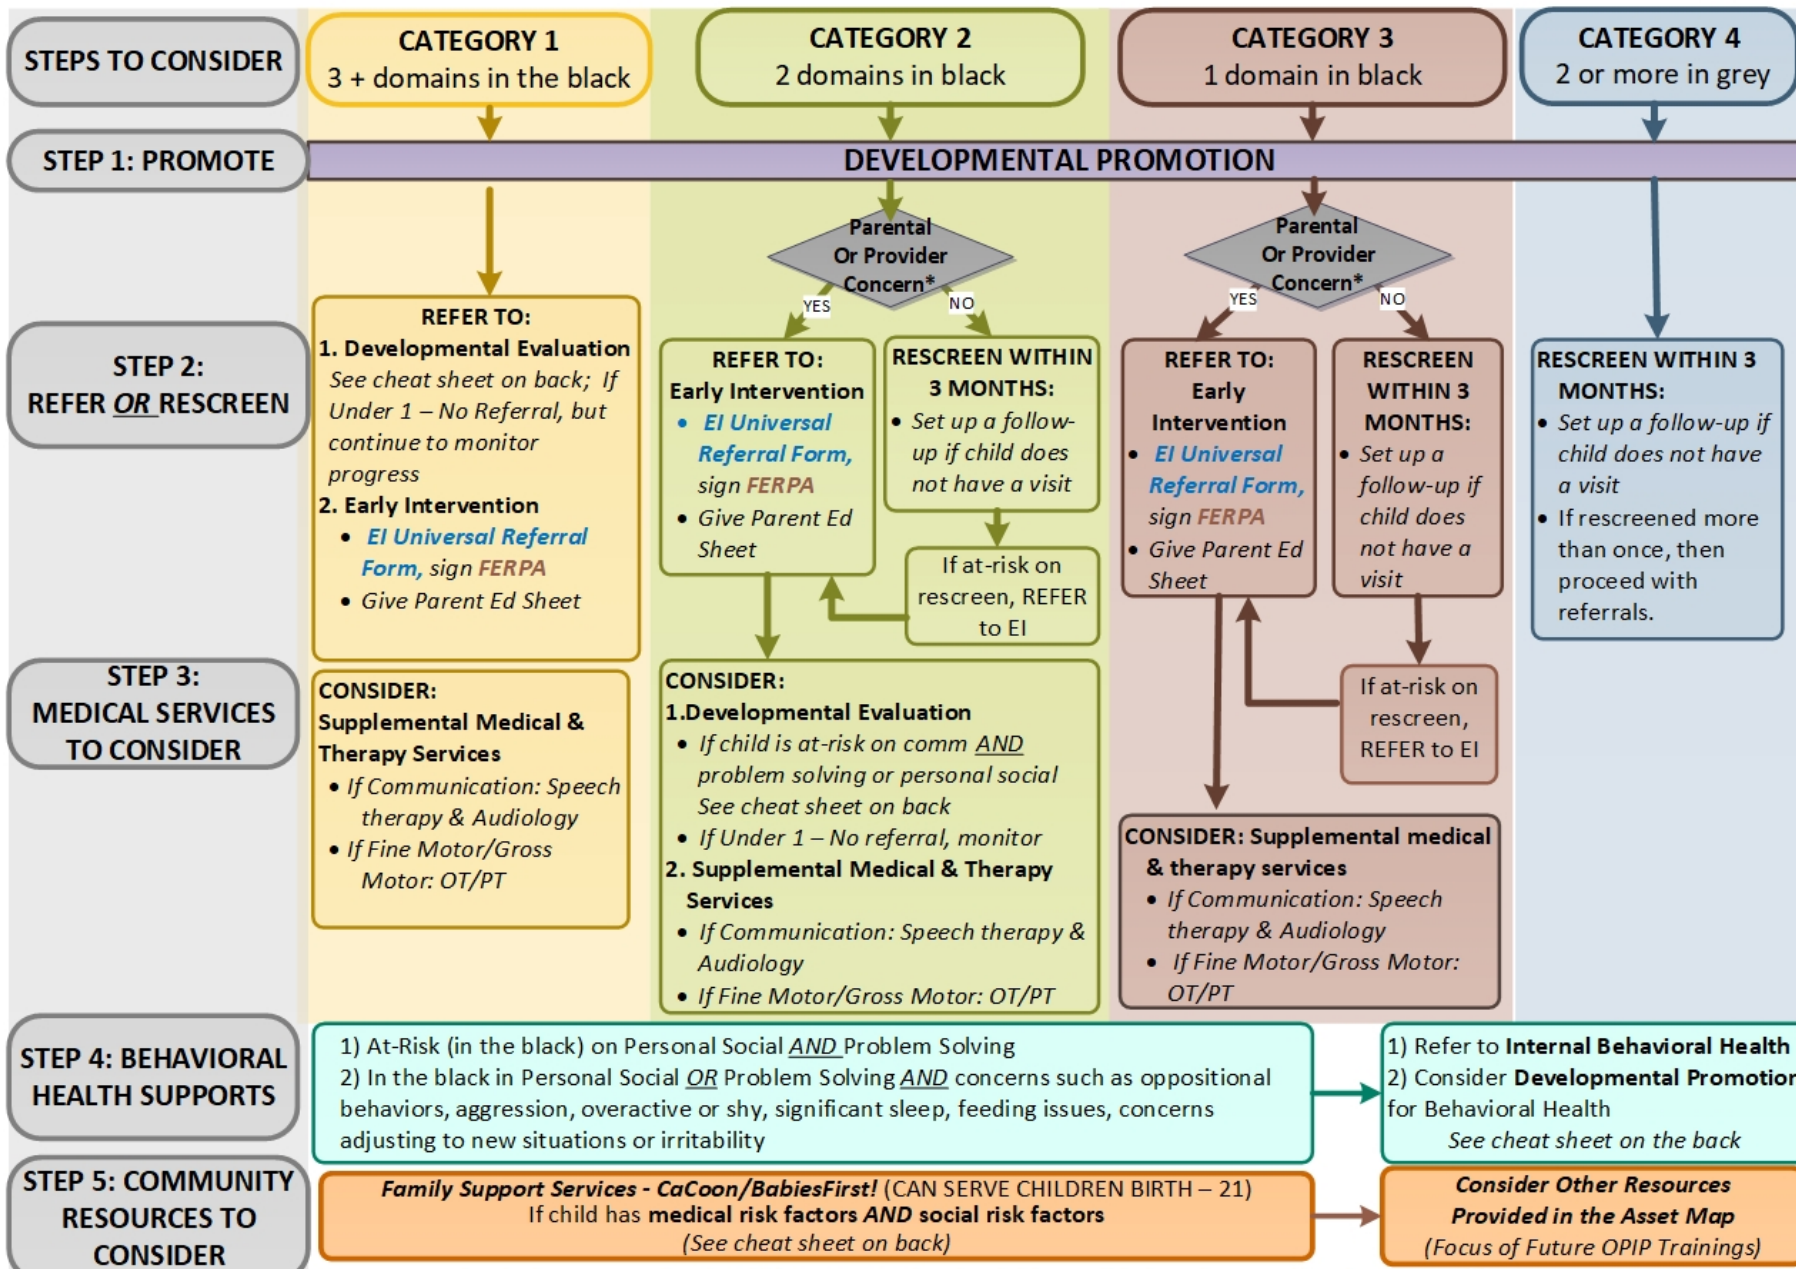 STEPS TO CONSIDER
CATEGORY 1
3 + domains in the black
CATEGORY 2
2 domains in black
CATEGORY 3
1 domain in black
CATEGORY 4
2 or more in grey
STEP 1: PROMOTE
DEVELOPMENTAL PROMOTION
STEP 2:
REFER OR RESCREEN
REFER TO:
1. Developmental Evaluation
See cheat sheet on back; If
Under 1 – No Referral, but
continue to monitor
progress
2. Early Intervention
• EI Universal Referral
Form, sign FERPA
• Give Parent Ed Sheet
Parental
Or Provider
Concern*
YES
NO
REFER TO:
Early Intervention
• EI Universal
Referral Form,
sign FERPA
• Give Parent Ed
Sheet
RESCREEN WITHIN
3 MONTHS:
• Set up a follow-
up if child does
not have a visit
If at-risk on
rescreen, REFER
to EI
Parental
Or Provider
Concern*
YES
NO
REFER TO:
Early
Intervention
• EI Universal
Referral Form,
sign FERPA
• Give Parent Ed
Sheet
RESCREEN
WITHIN 3
MONTHS:
• Set up a
follow-up if
child does
not have a
visit
If at-risk on
rescreen,
REFER to EI
RESCREEN WITHIN 3
MONTHS:
• Set up a follow-up if
child does not have
a visit
• If rescreened more
than once, then
proceed with
referrals.
STEP 3:
MEDICAL SERVICES
TO CONSIDER
CONSIDER:
Supplemental Medical &
Therapy Services
• If Communication: Speech
therapy & Audiology
• If Fine Motor/Gross
Motor: OT/PT
CONSIDER:
1.Developmental Evaluation
• If child is at-risk on comm AND
problem solving or personal social
See cheat sheet on back
• If Under 1 – No referral, monitor
2. Supplemental Medical & Therapy
Services
• If Communication: Speech therapy &
Audiology
• If Fine Motor/Gross Motor: OT/PT
CONSIDER: Supplemental medical
& therapy services
• If Communication: Speech
therapy & Audiology
• If Fine Motor/Gross Motor:
OT/PT
STEP 4: BEHAVIORAL
HEALTH SUPPORTS
1) At-Risk (in the black) on Personal Social AND Problem Solving
2) In the black in Personal Social OR Problem Solving AND concerns such as oppositional
behaviors, aggression, overactive or shy, significant sleep, feeding issues, concerns
adjusting to new situations or irritability
1) Refer to Internal Behavioral Health
2) Consider Developmental Promotion
for Behavioral Health
See cheat sheet on the back
STEP 5: COMMUNITY
RESOURCES TO
CONSIDER
Family Support Services - CaCoon/BabiesFirst! (CAN SERVE CHILDREN BIRTH – 21)
If child has medical risk factors AND social risk factors
(See cheat sheet on back)
Consider Other Resources
Provided in the Asset Map
(Focus of Future OPIP Trainings)